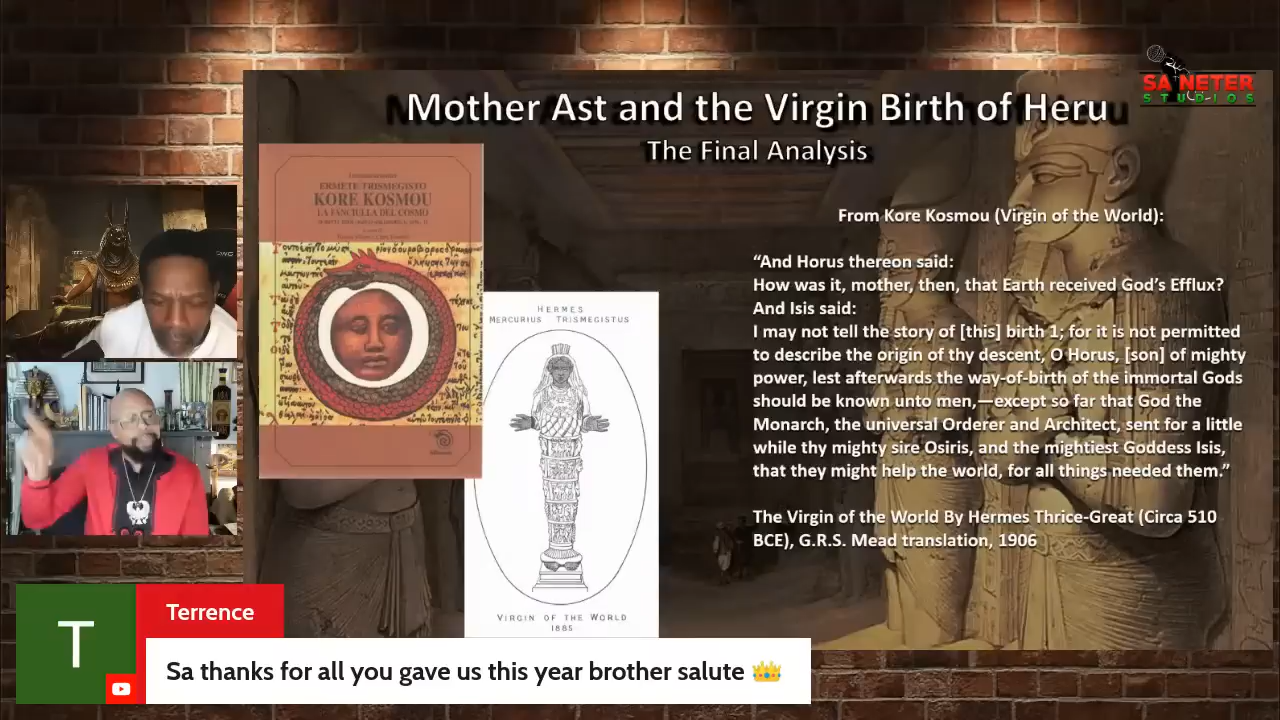 SA NETER
STUDIOS
Mother Ast and the Virgin Birth of Heru
The Final Analysis
ERMETE TRISMEGISTO
KORE KOSMOU
LA FANCIULLA DEL COSMO
HERMES
MERCURIUS TRISMEGISTUS
VIRGIN OF THE WORLD
1885
From Kore Kosmou (Virgin of the World):
“And Horus thereon said:
How was it, mother, then, that Earth received God’s Efflux?
And Isis said:
I may not tell the story of [this] birth 1; for it is not permitted
to describe the origin of thy descent, O Horus, [son] of mighty
power, lest afterwards the way-of-birth of the immortal Gods
should be known unto men,—except so far that God the
Monarch, the universal Orderer and Architect, sent for a little
while thy mighty sire Osiris, and the mightiest Goddess Isis,
that they might help the world, for all things needed them.”
The Virgin of the World By Hermes Thrice-Great (Circa 510
BCE), G.R.S. Mead translation, 1906
T
Terrence
Sa thanks for all you gave us this year brother salute 👑